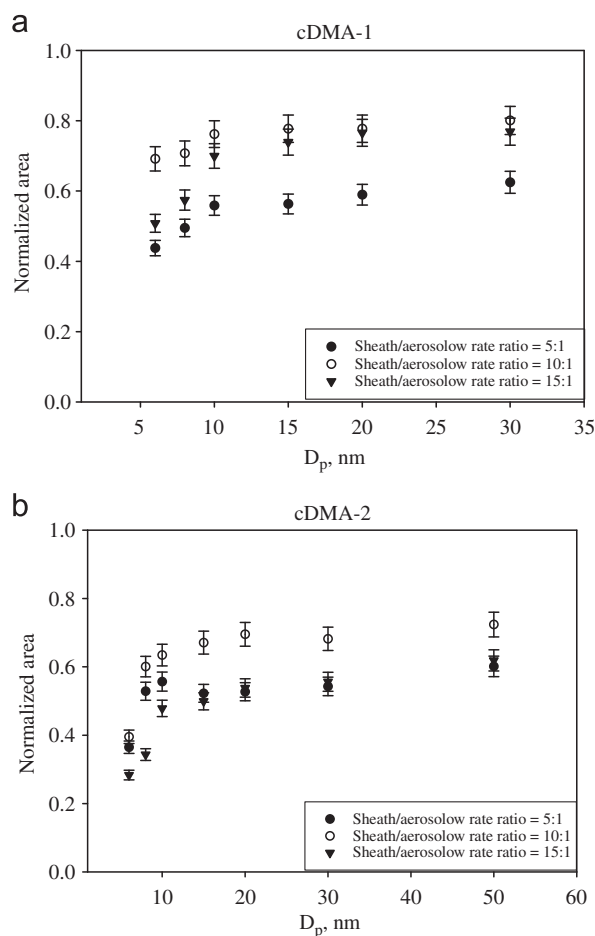 a
cDMA-1
1.0
0.8
0.6
0.4
0.2
0.0
Normalized area
Sheath/aerosolow rate ratio = 5:1
Sheath/aerosolow rate ratio = 10:1
Sheath/aerosolow rate ratio = 15:1
5 10 15 20 25 30 35
Dp, nm
b
cDMA-2
1.0
0.8
0.6
0.4
0.2
0.0
Normalized area
Sheath/aerosolow rate ratio = 5:1
Sheath/aerosolow rate ratio = 10:1
Sheath/aerosolow rate ratio = 15:1
10 20 30 40 50 60
Dp, nm